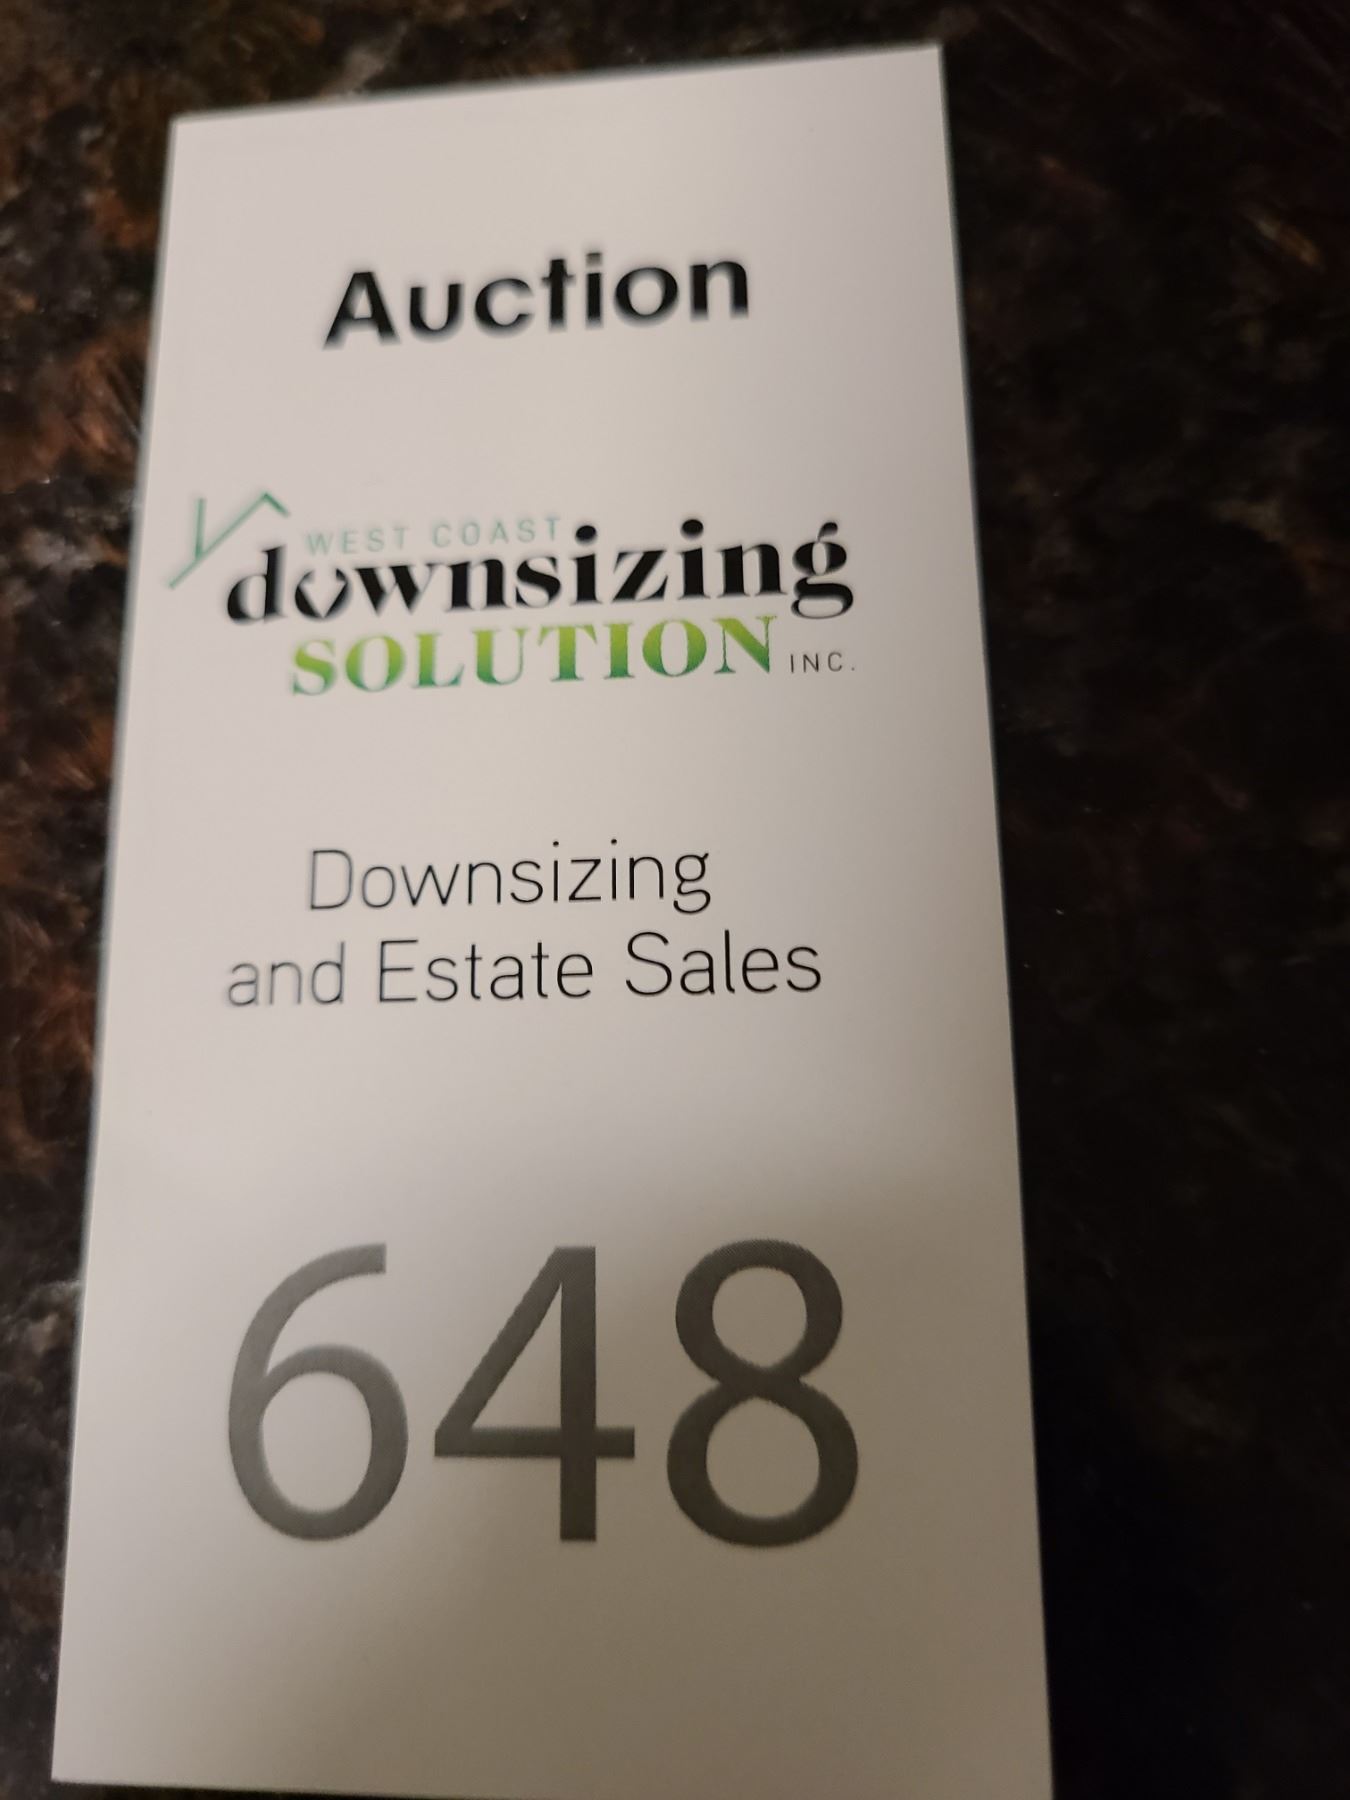 Auction
WEST COAST
downsizing
SOLUTION INC.
Downsizing
and Estate Sales
648